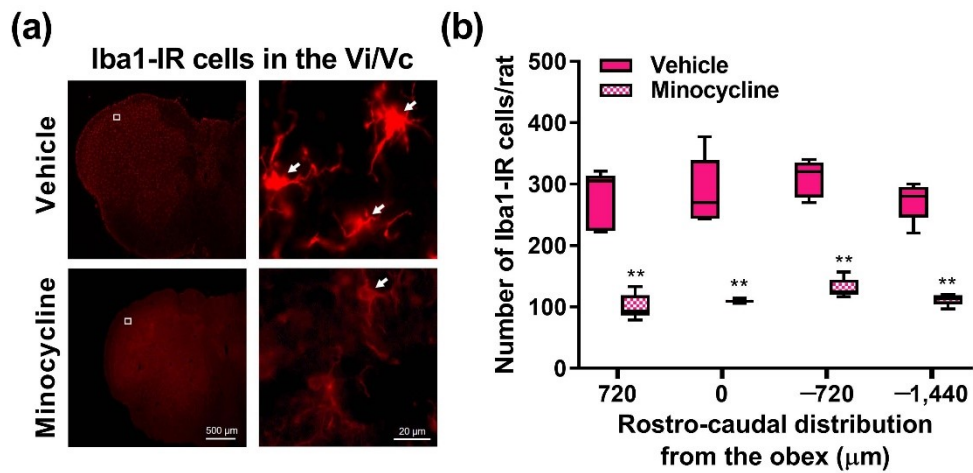 (a)
Iba1-IR cells in the Vi/Vc
Vehicle
Minocycline
500 µm
20 µm
(b)
Number of Iba1-IR cells/rat
500
400
300
200
100
0
Vehicle
Minocycline
**
**
**
**
720
0
−720
−1,440
Rostro-caudal distribution
from the obex (µm)